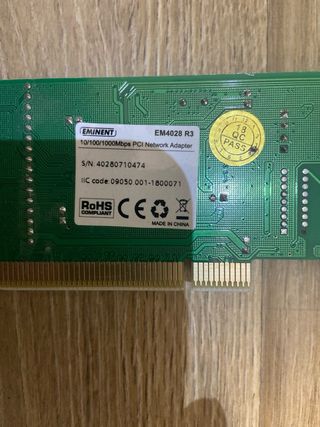 EMINENT
EM4028 R3
10/100/1000Mbps PCI Network Adapter
S/N. 40280710474
IIC code: 09050.001-1800071
RoHS
COMPLIANT
CE
MADE IN CHINA
18
QC
PASS